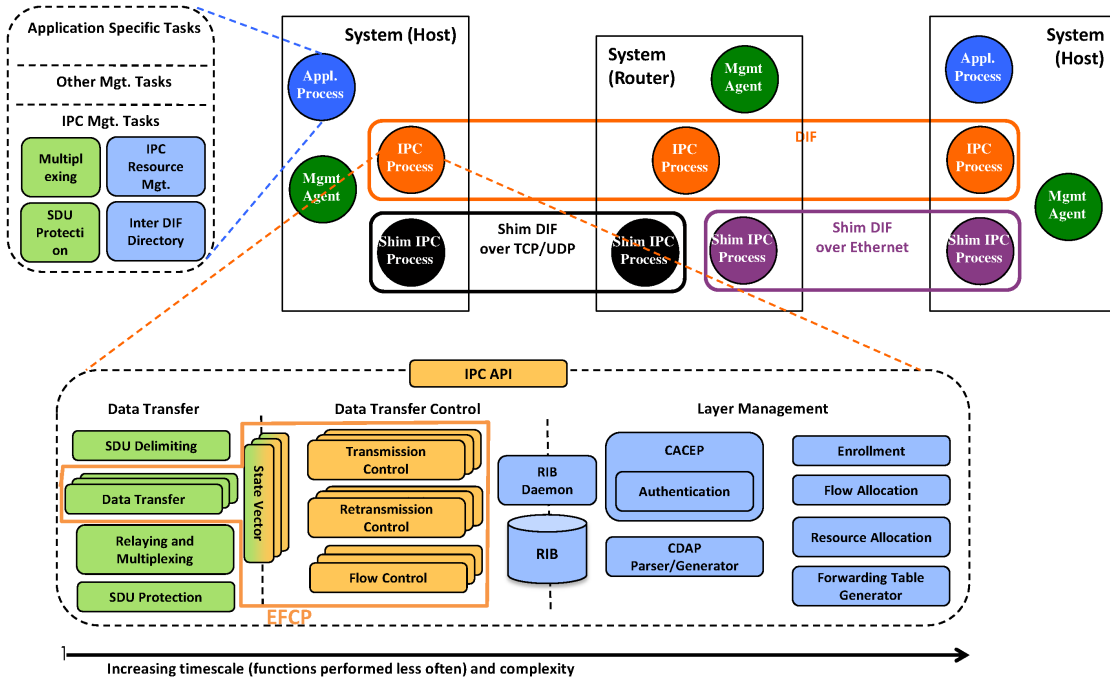 Application Specific Tasks
Other Mgt. Tasks
IPC Mgt. Tasks
Multipl
exing
IPC
Resource
Mgt.
SDU
Protecti
on
Inter DIF
Directory
System (Host)
Appl.
Process
Mgmt
Agent
IPC
Process
Shim IPC
Process
Shim DIF
over TCP/UDP
System
(Router)
Mgmt
Agent
IPC
Process
Shim IPC
Process
Shim IPC
Process
DIF
Shim DIF
over Ethernet
System
(Host)
Appl.
Process
IPC
Process
Mgmt
Agent
Shim IPC
Process
IPC API
Data Transfer
SDU Delimiting
Data Transfer
Relaying and
Multiplexing
SDU Protection
State Vector
Data Transfer Control
Transmission
Control
Retransmission
Control
Flow Control
EFCP
RIB
Daemon
RIB
Layer Management
CACEP
Authentication
CDAP
Parser/Generator
Enrollment
Flow Allocation
Resource Allocation
Forwarding Table
Generator
Increasing timescale (functions performed less often) and complexity